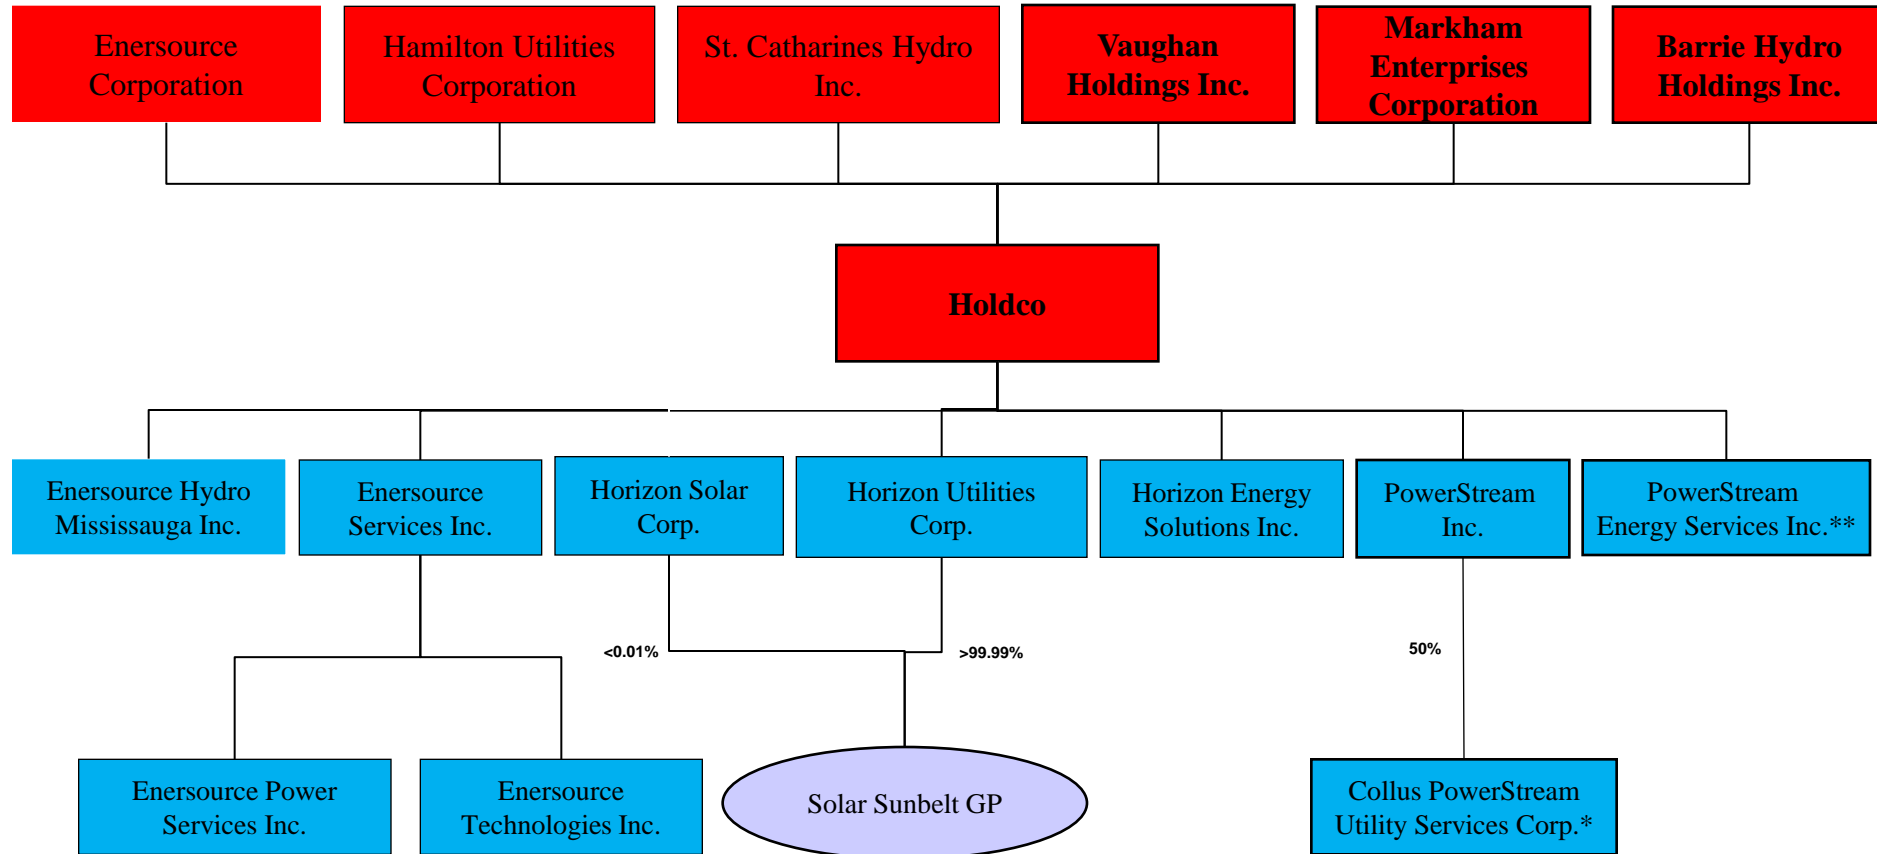 Enersource
Corporation
Hamilton Utilities
Corporation
St. Catharines Hydro
Inc.
Vaughan
Holdings Inc.
Markham
Enterprises
Corporation
Barrie Hydro
Holdings Inc.
Holdco
Enersource Hydro
Mississauga Inc.
Enersource
Services Inc.
Horizon Solar
Corp.
Horizon Utilities
Corp.
Horizon Energy
Solutions Inc.
PowerStream
Inc.
PowerStream
Energy Services Inc.**
<0.01%
>99.99%
50%
Enersource Power
Services Inc.
Enersource
Technologies Inc.
Solar Sunbelt GP
Collus PowerStream
Utility Services Corp.*